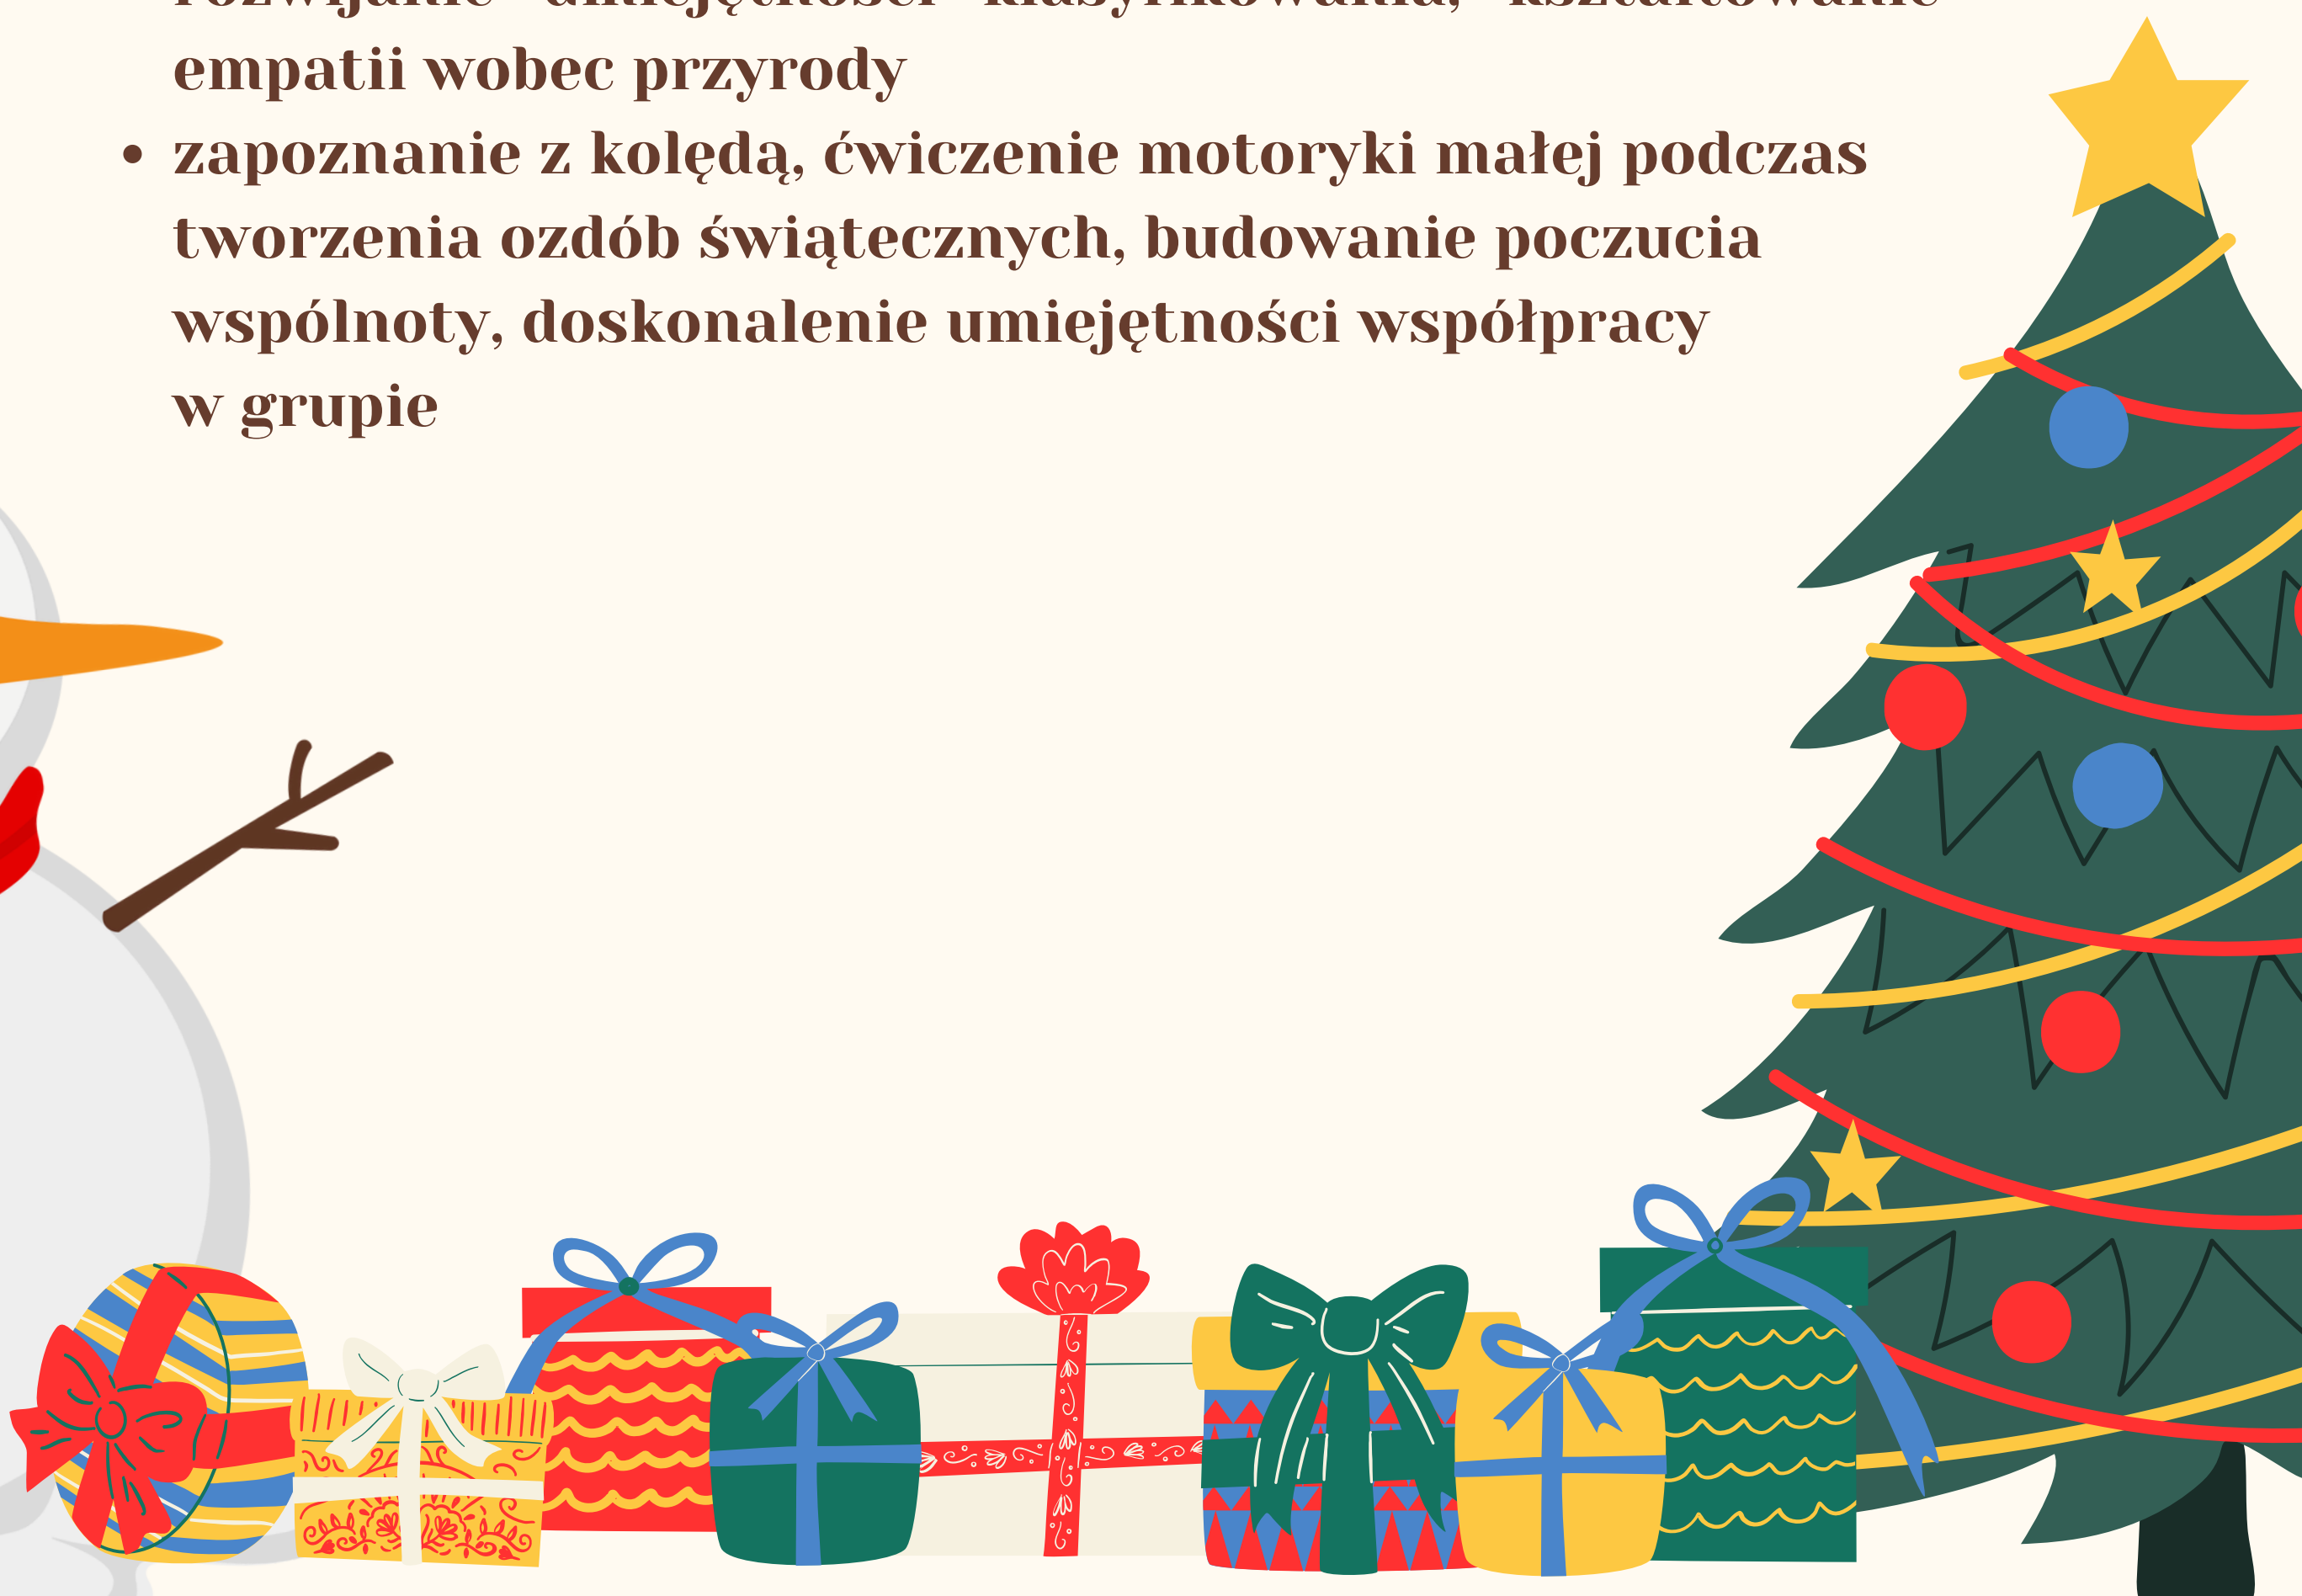 empatii wobec przyrody
• zapoznanie z kolędą, ćwiczenie motoryki małej podczas
tworzenia ozdób świątecznych, budowanie poczucia
wspólnoty, doskonalenie umiejętności współpracy
w grupie